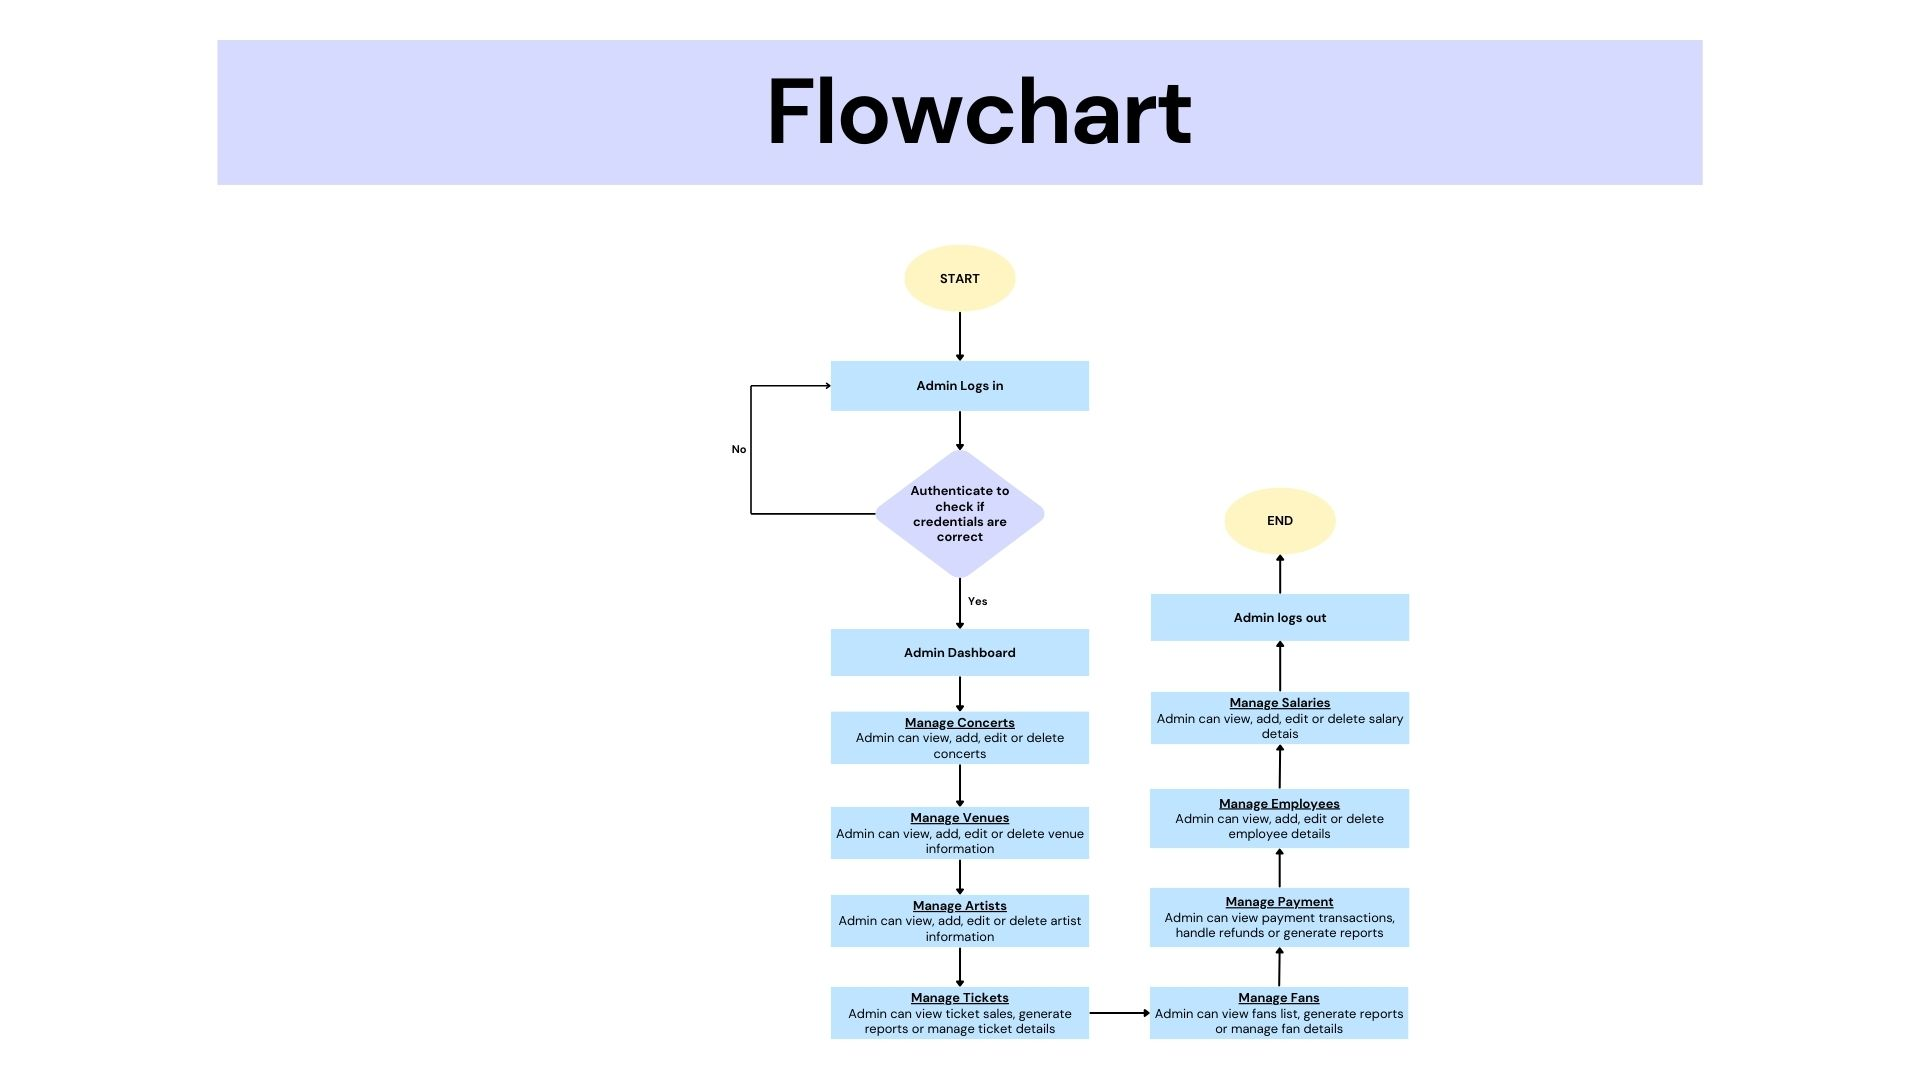 Flowchart
START
Admin Logs in
No
Authenticate to
check if
credentials are
correct
Yes
Admin Dashboard
Manage Concerts
Admin can view, add, edit or delete
concerts
Manage Venues
Admin can view, add, edit or delete venue
information
Manage Artists
Admin can view, add, edit or delete artist
information
Manage Tickets
Admin can view ticket sales, generate
reports or manage ticket details
Manage Fans
Admin can view fans list, generate reports
or manage fan details
Manage Payment
Admin can view payment transactions,
handle refunds or generate reports
Manage Employees
Admin can view, add, edit or delete
employee details
Manage Salaries
Admin can view, add, edit or delete salary
detais
Admin logs out
END